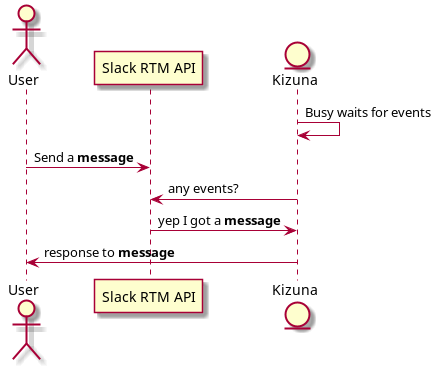 User
Slack RTM API
Kizuna
Busy waits for events
Send a message
any events?
yep I got a message
response to message
User
Slack RTM API
Kizuna